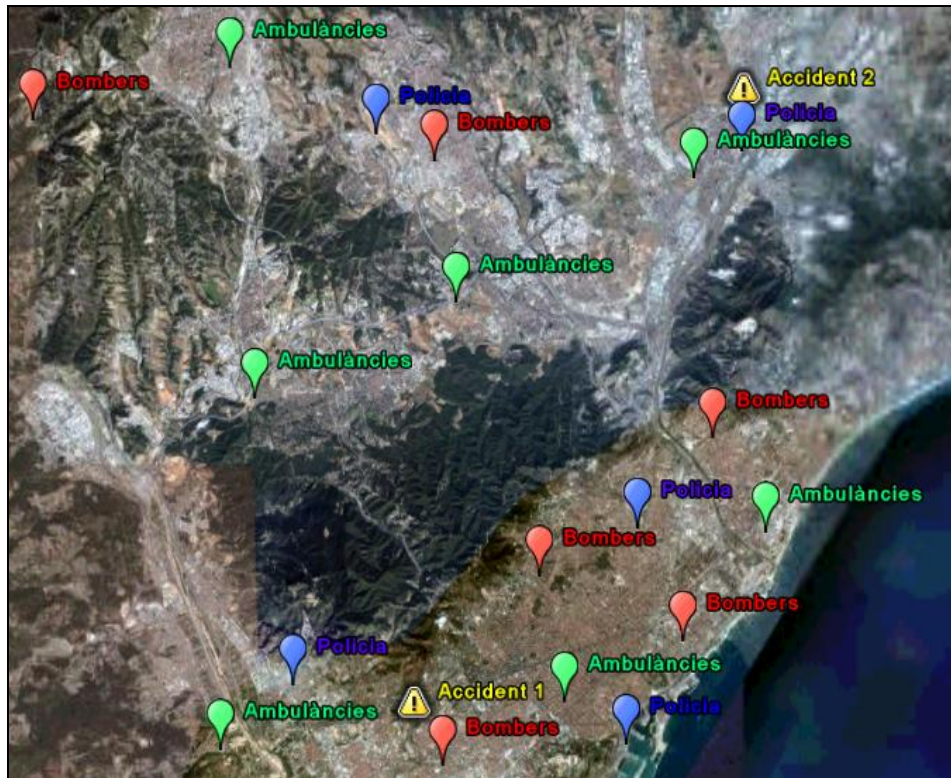 Ambulàncies
Bombers
Accident 2
Policia
Policia
Bombers
Ambulàncies
Ambulàncies
Ambulàncies
Bombers
Policia
Ambulàncies
Bombers
Bombers
Policia
Ambulàncies
Accident 1
Ambulàncies
Policia
Bombers